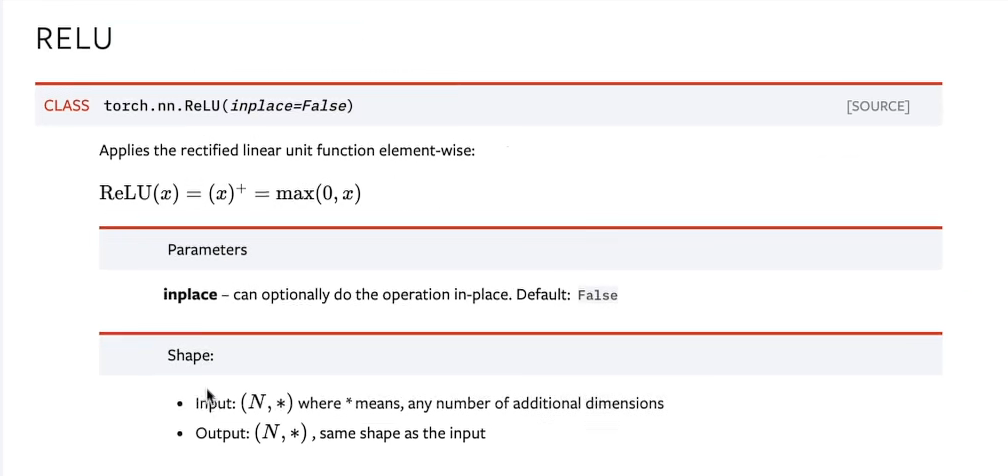 RELU
CLASS torch.nn.ReLU(inplace=False) [SOURCE]
Applies the rectified linear unit function element-wise:
ReLU(x) = (x)⁺ = max(0, x)
Parameters
inplace – can optionally do the operation in-place. Default: False
Shape:
• Input: (N, *) where * means, any number of additional dimensions
• Output: (N, *) , same shape as the input